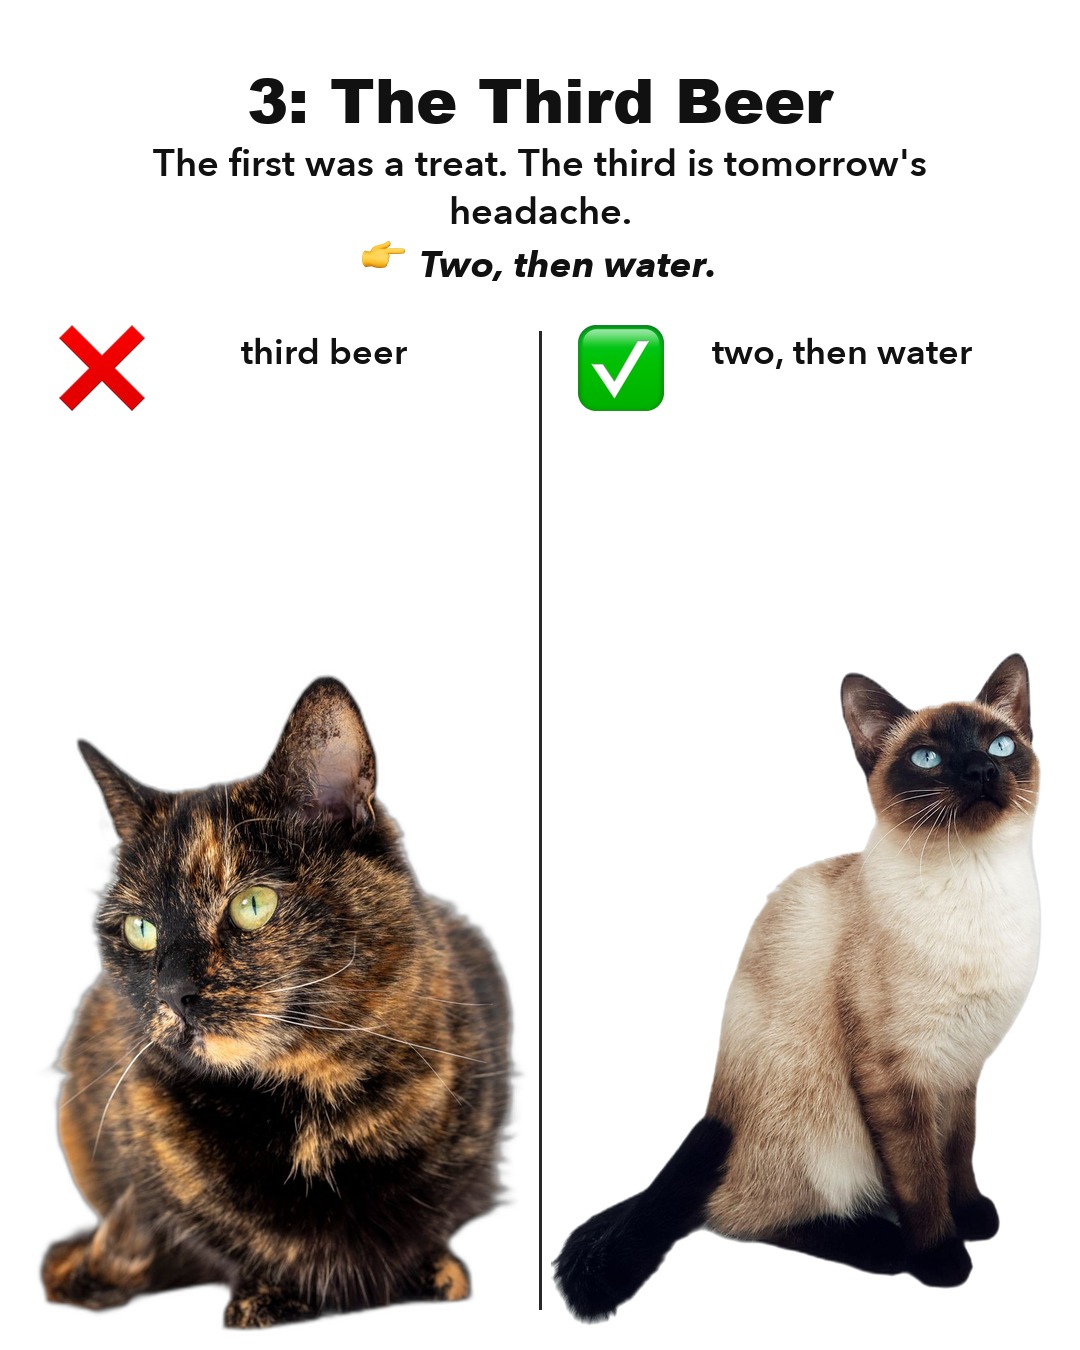 3: The Third Beer
The first was a treat. The third is tomorrow's
headache.
👉 Two, then water.
❌ third beer
✅ two, then water